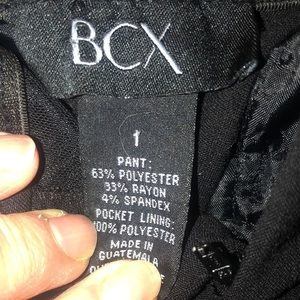 BCX
1
PANT:
63% POLYESTER
33% RAYON
4% SPANDEX
POCKET LINING:
100% POLYESTER
MADE IN
GUATEMALA